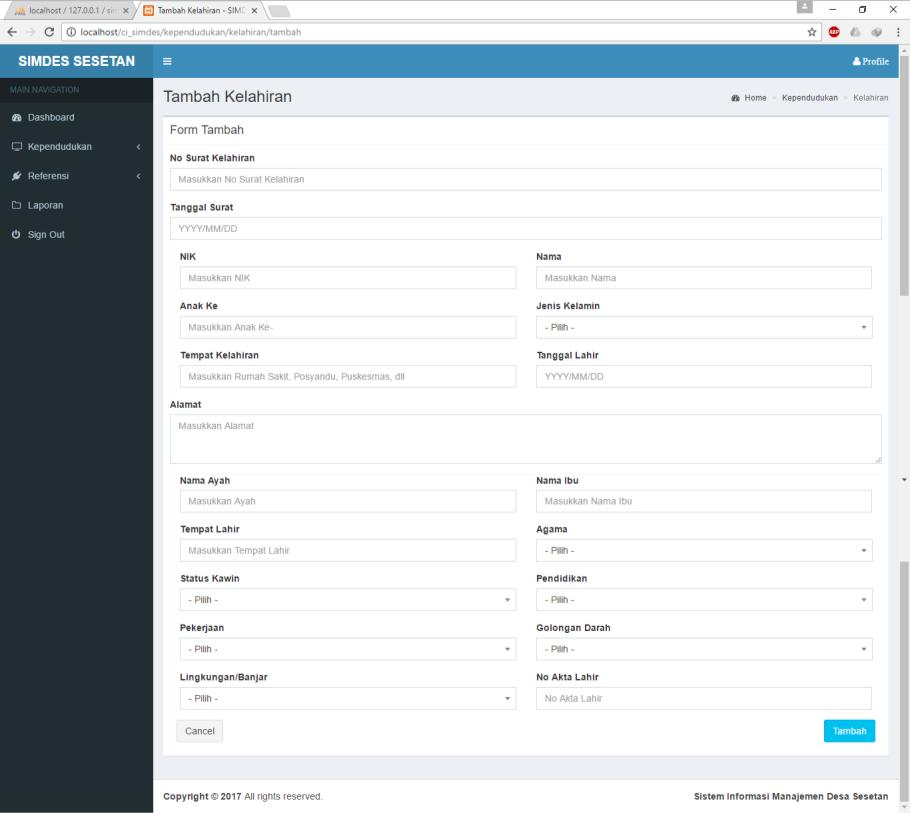 localhost / 127.0.0.1 / sim
Tambah Kelahiran - SIMD
localhost/ci_simdes/kependudukan/kelahiran/tambah
ABP
SIMDES SESETAN
Profile
MAIN NAVIGATION
Dashboard
Kependudukan
Referensi
Laporan
Sign Out
Tambah Kelahiran
Home > Kependudukan > Kelahiran
Form Tambah
No Surat Kelahiran
Masukkan No Surat Kelahiran
Tanggal Surat
YYYY/MM/DD
NIK Nama
Masukkan NIK Masukkan Nama
Anak Ke Jenis Kelamin
Masukkan Anak Ke- - Pilih -
Tempat Kelahiran Tanggal Lahir
Masukkan Rumah Sakit, Posyandu, Puskesmas, dll YYYY/MM/DD
Alamat
Masukkan Alamat
Nama Ayah Nama Ibu
Masukkan Ayah Masukkan Nama Ibu
Tempat Lahir Agama
Masukkan Tempat Lahir - Pilih -
Status Kawin Pendidikan
- Pilih - - Pilih -
Pekerjaan Golongan Darah
- Pilih - - Pilih -
Lingkungan/Banjar No Akta Lahir
- Pilih - No Akta Lahir
Cancel Tambah
Copyright © 2017 All rights reserved. Sistem Informasi Manajemen Desa Sesetan